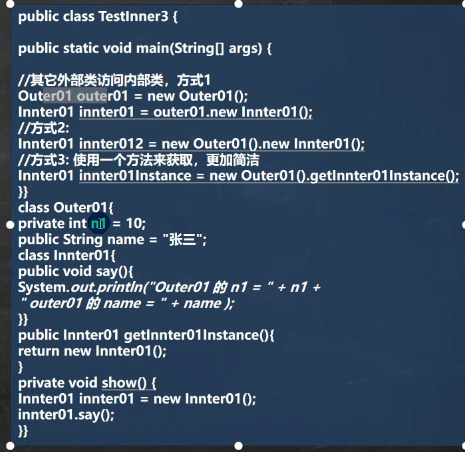 public class TestInner3 {
public static void main(String[] args) {
//其它外部类访问内部类，方式1
Outer01 outer01 = new Outer01();
Innter01 innter01 = outer01.new Innter01();
//方式2:
Innter01 innter012 = new Outer01().new Innter01();
//方式3: 使用一个方法来获取，更加简洁
Innter01 innter01Instance = new Outer01().getInnter01Instance();
}}
class Outer01{
private int n1 = 10;
public String name = "张三";
class Innter01{
public void say(){
System.out.println("Outer01 的 n1 = " + n1 +
" outer01 的 name = " + name );
}}
public Innter01 getInnter01Instance(){
return new Innter01();
}
private void show() {
Innter01 innter01 = new Innter01();
innter01.say();
}}